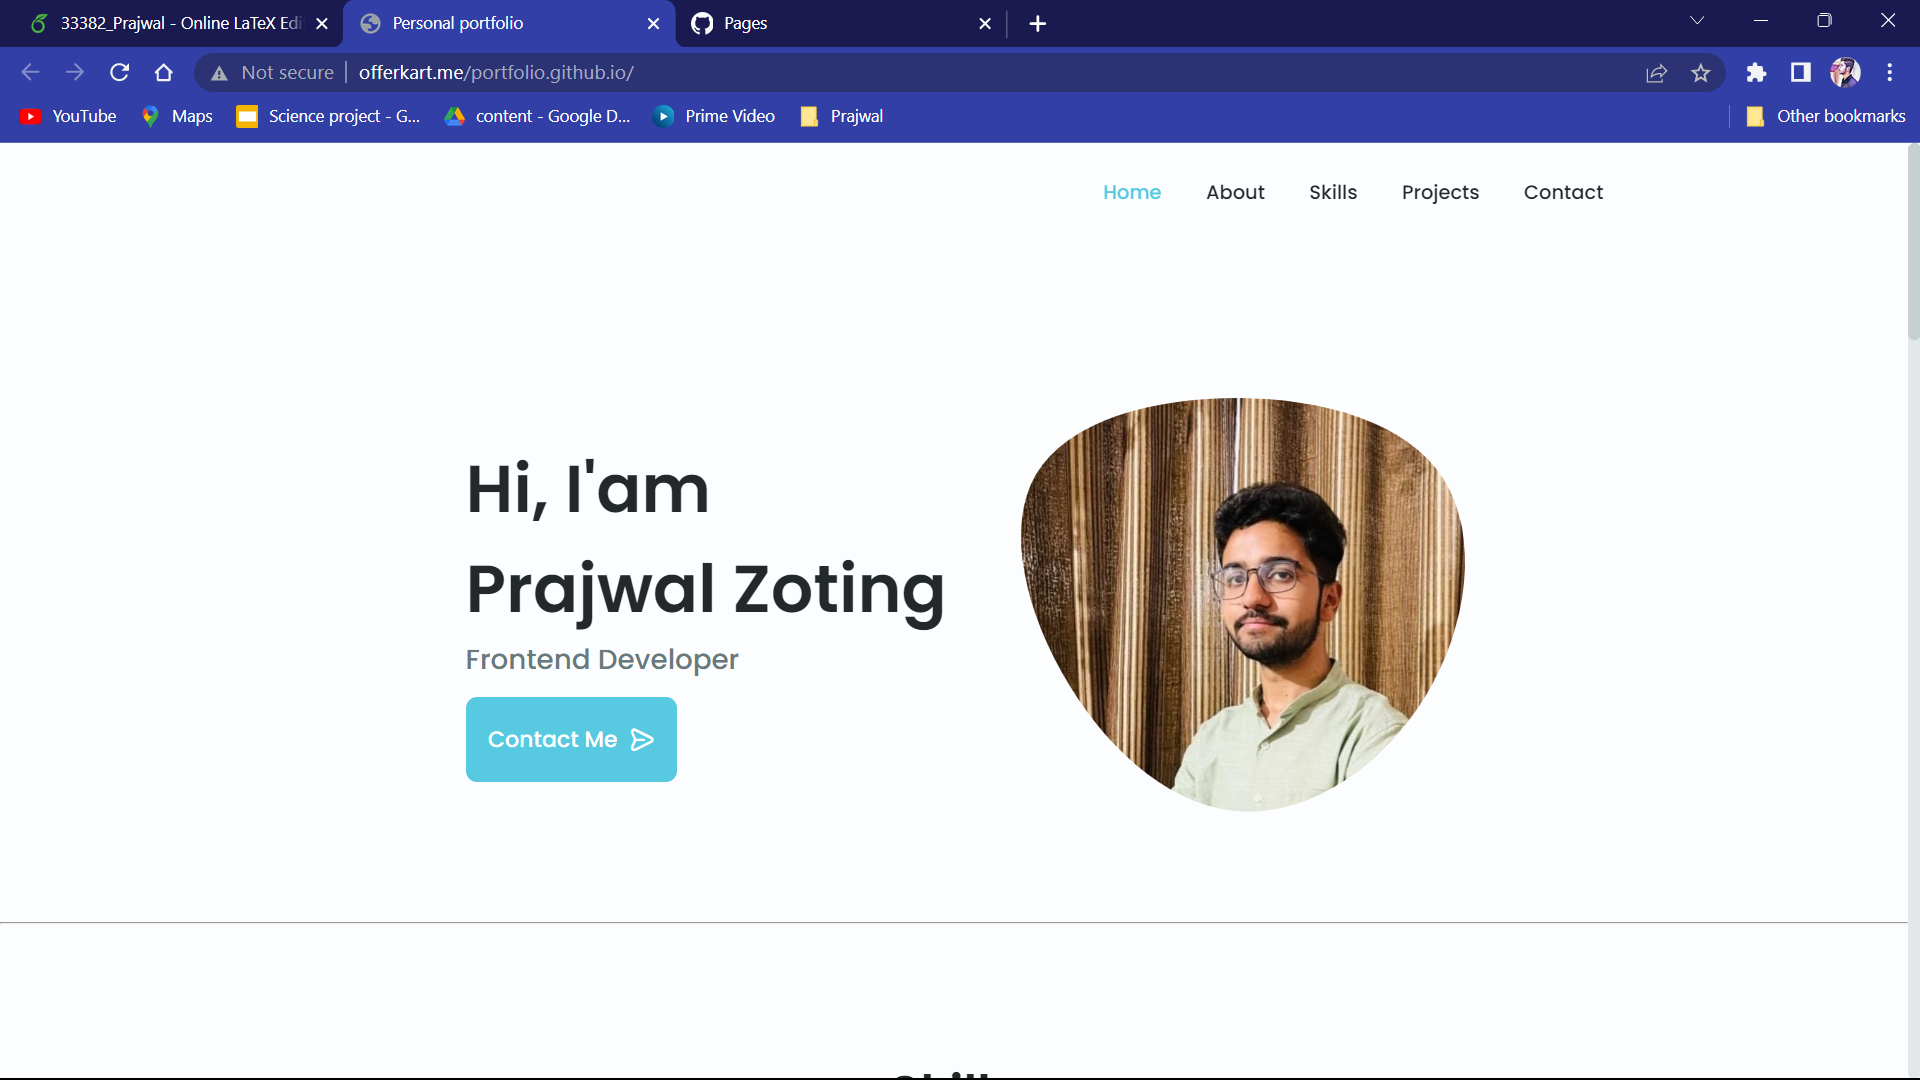 33382_Prajwal - Online LaTeX Edi
Personal portfolio
Pages
Not secure
offerkart.me/portfolio.github.io/
YouTube
Maps
Science project - G...
content - Google D...
Prime Video
Prajwal
Other bookmarks
Home
About
Skills
Projects
Contact
Hi, I'am
Prajwal Zoting
Frontend Developer
Contact Me